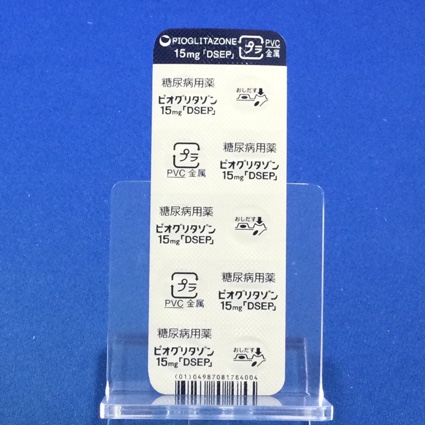 PIOGLITAZONE
15mg「DSEP」
プラ
PVC
金属
糖尿病用薬
ピオグリタゾン
15mg「DSEP」
おしだす
プラ
PVC 金属
糖尿病用薬
ピオグリタゾン
15mg「DSEP」
糖尿病用薬
ピオグリタゾン
15mg「DSEP」
おしだす
プラ
PVC 金属
糖尿病用薬
ピオグリタゾン
15mg「DSEP」
糖尿病用薬
ピオグリタゾン
15mg「DSEP」
おしだす
(01)04987081784004